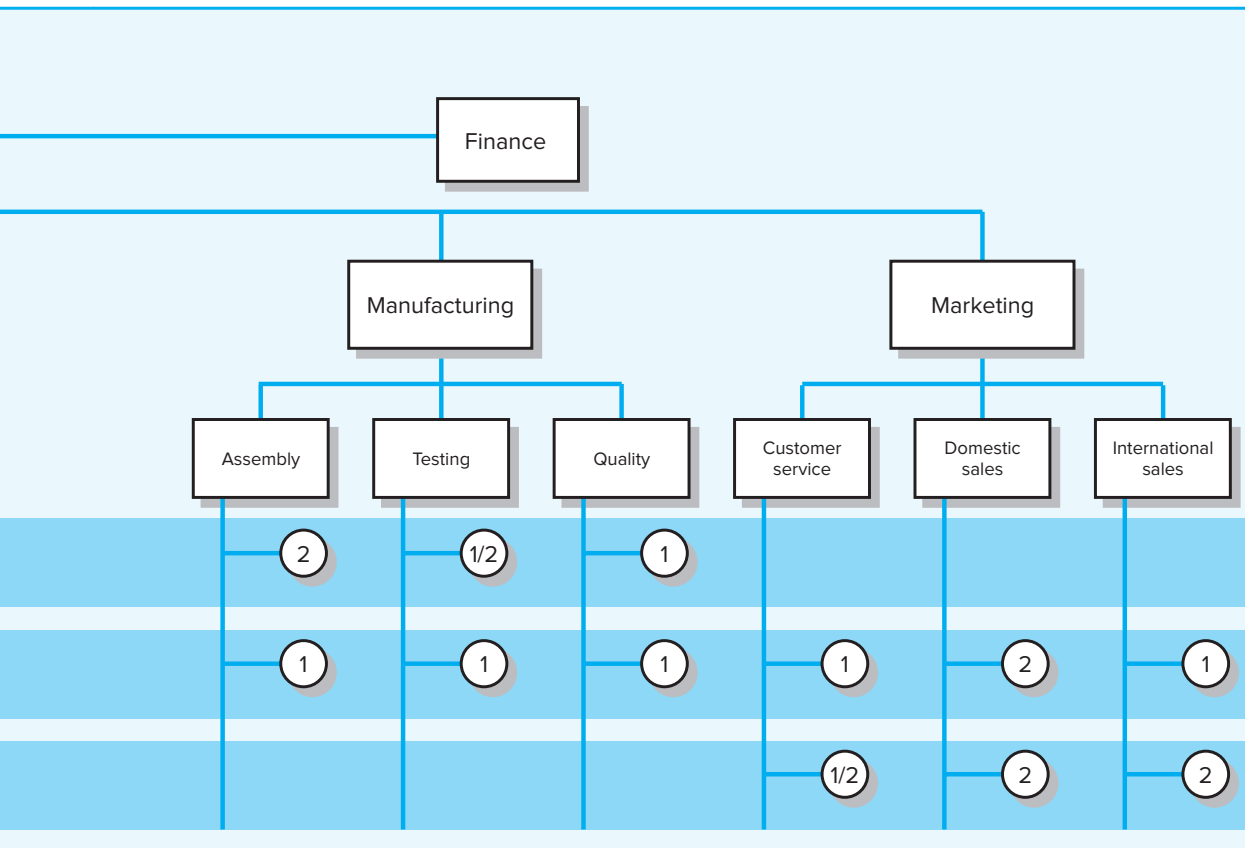 Finance
Manufacturing
Marketing
Assembly
Testing
Quality
Customer
service
Domestic
sales
International
sales
2
1/2
1
1
1
1
1
2
1
1/2
2
2